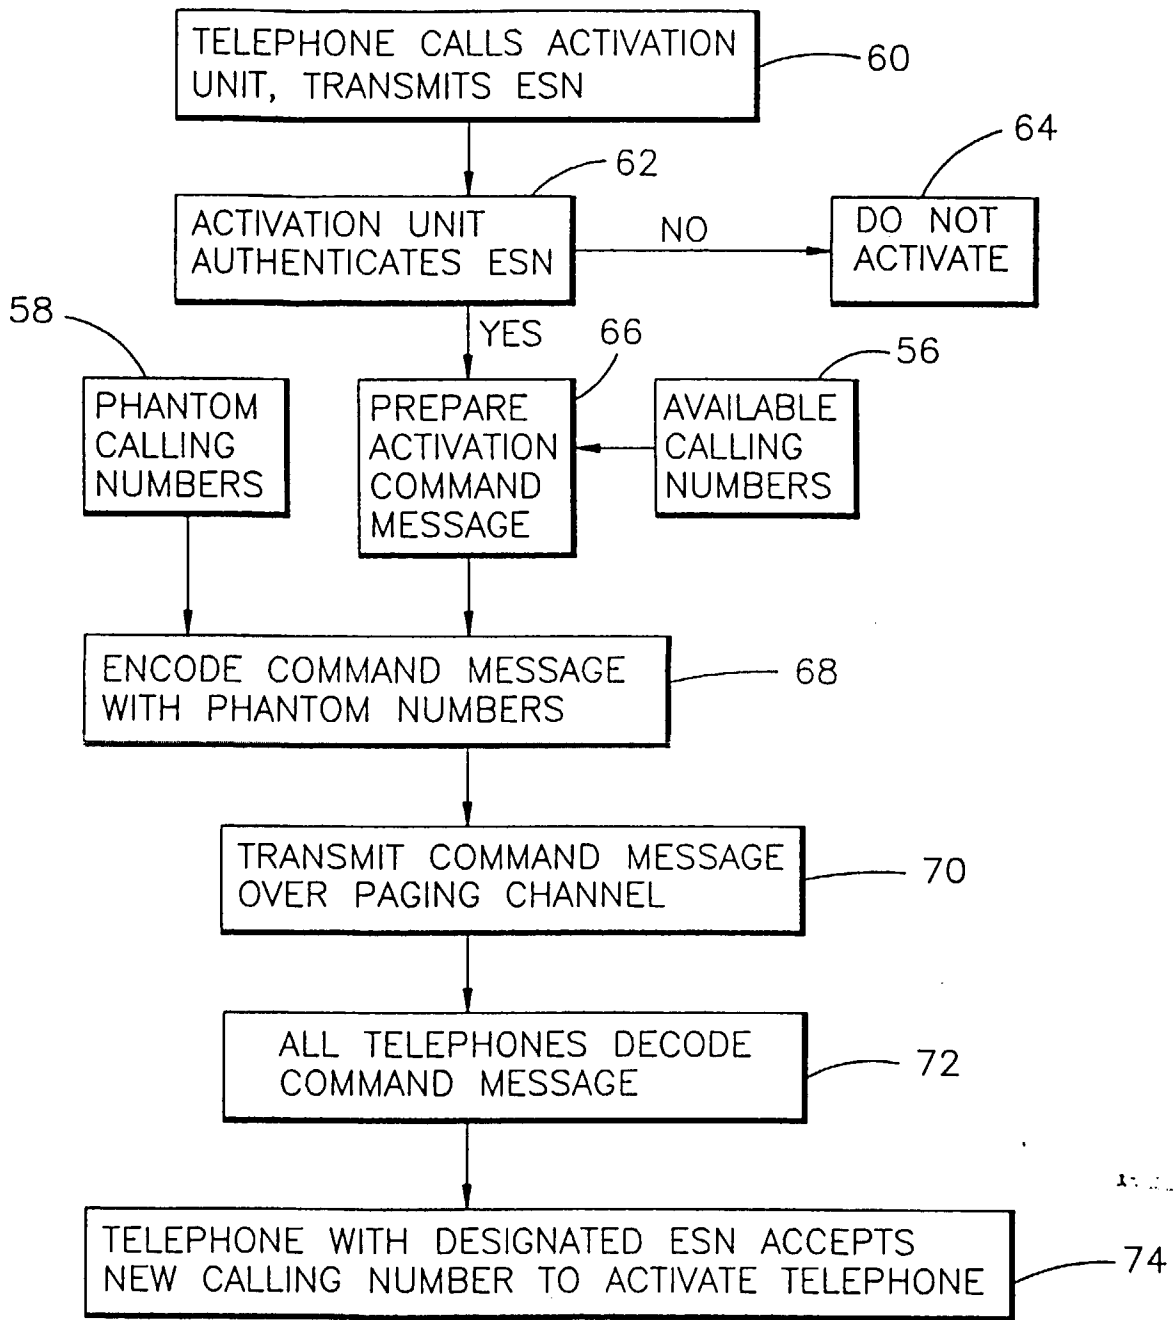 TELEPHONE CALLS ACTIVATION
UNIT, TRANSMITS ESN
60
62
64
ACTIVATION UNIT
AUTHENTICATES ESN
NO
DO NOT
ACTIVATE
58
YES
66
56
PHANTOM
CALLING
NUMBERS
PREPARE
ACTIVATION
COMMAND
MESSAGE
AVAILABLE
CALLING
NUMBERS
ENCODE COMMAND MESSAGE
WITH PHANTOM NUMBERS
68
TRANSMIT COMMAND MESSAGE
OVER PAGING CHANNEL
70
ALL TELEPHONES DECODE
COMMAND MESSAGE
72
TELEPHONE WITH DESIGNATED ESN ACCEPTS
NEW CALLING NUMBER TO ACTIVATE TELEPHONE
74